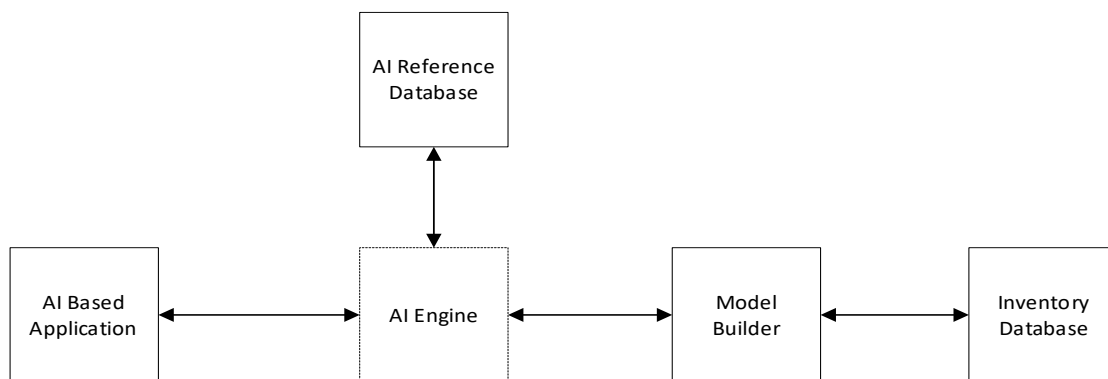 AI Reference
Database
AI Based
Application
AI Engine
Model
Builder
Inventory
Database